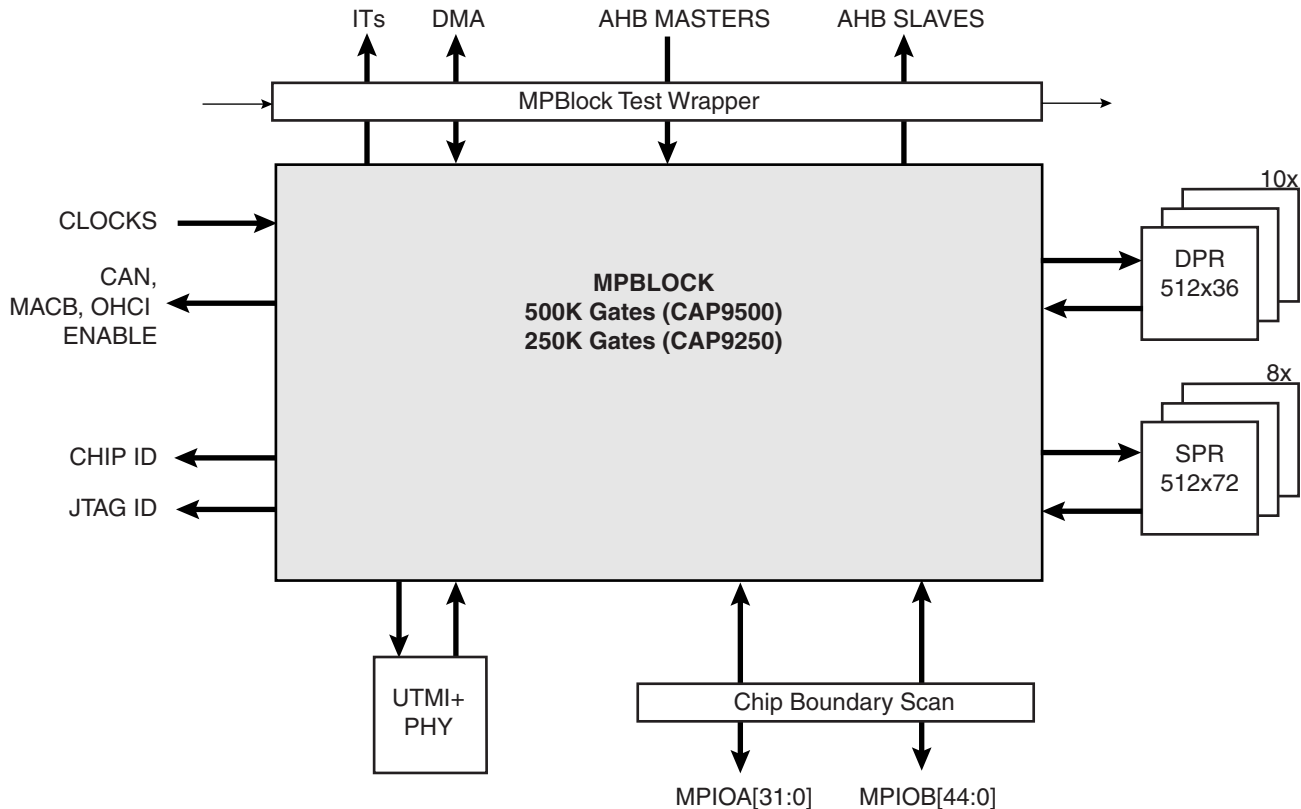 ITs
DMA
AHB MASTERS
AHB SLAVES
MPBlock Test Wrapper
CLOCKS
CAN,
MACB, OHCI
ENABLE
MPBLOCK
500K Gates (CAP9500)
250K Gates (CAP9250)
10x
DPR
512x36
8x
SPR
512x72
CHIP ID
JTAG ID
UTMI+
PHY
Chip Boundary Scan
MPIOA[31:0]
MPIOB[44:0]